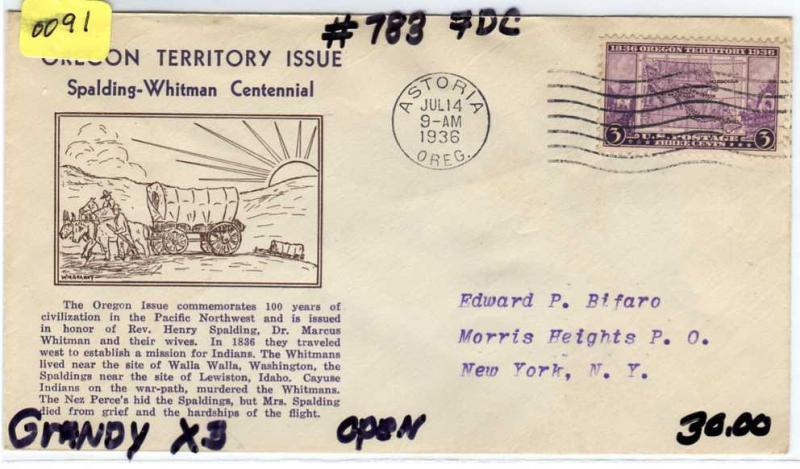 0091
# 783 FDC
OREGON TERRITORY ISSUE
Spalding-Whitman Centennial
ASTORIA
JUL 14
9-AM
1936
OREG.
1836 OREGON TERRITORY 1936
3 U.S. POSTAGE 3
THREE CENTS
The Oregon Issue commemorates 100 years of
civilization in the Pacific Northwest and is issued
in honor of Rev. Henry Spalding, Dr. Marcus
Whitman and their wives. In 1836 they traveled
west to establish a mission for Indians. The Whitmans
lived near the site of Walla Walla, Washington, the
Spaldings near the site of Lewiston, Idaho. Cayuse
Indians on the war-path, murdered the Whitmans.
The Nez Perce's hid the Spaldings, but Mrs. Spalding
died from grief and the hardships of the flight.
Edward P. Bifaro
Morris Heights P. O.
New York, N. Y.
GRANDY X3
open
30.00